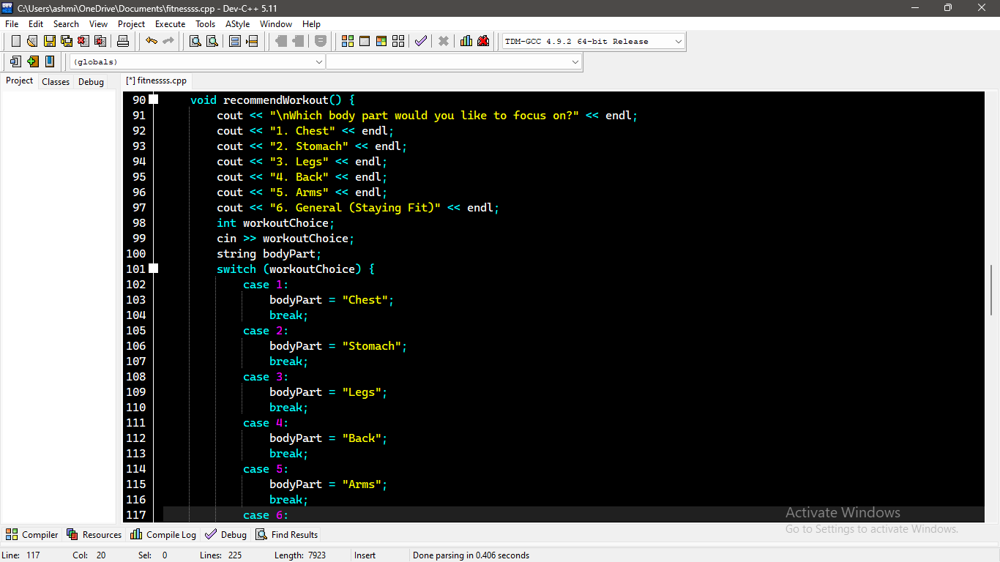 C:\Users\ashmi\OneDrive\Documents\fitnessss.cpp - Dev-C++ 5.11
File Edit Search View Project Execute Tools AStyle Window Help
TDM-GCC 4.9.2 64-bit Release
(globals)
Project Classes Debug
[*] fitnessss.cpp
90 void recommendWorkout() {
91 cout << "\nWhich body part would you like to focus on?" << endl;
92 cout << "1. Chest" << endl;
93 cout << "2. Stomach" << endl;
94 cout << "3. Legs" << endl;
95 cout << "4. Back" << endl;
96 cout << "5. Arms" << endl;
97 cout << "6. General (Staying Fit)" << endl;
98 int workoutChoice;
99 cin >> workoutChoice;
100 string bodyPart;
101 switch (workoutChoice) {
102 case 1:
103 bodyPart = "Chest";
104 break;
105 case 2:
106 bodyPart = "Stomach";
107 break;
108 case 3:
109 bodyPart = "Legs";
110 break;
111 case 4:
112 bodyPart = "Back";
113 break;
114 case 5:
115 bodyPart = "Arms";
116 break;
117 case 6:
Activate Windows
Go to Settings to activate Windows.
Compiler Resources Compile Log Debug Find Results
Line: 117 Col: 20 Sel: 0 Lines: 225 Length: 7923 Insert Done parsing in 0.406 seconds